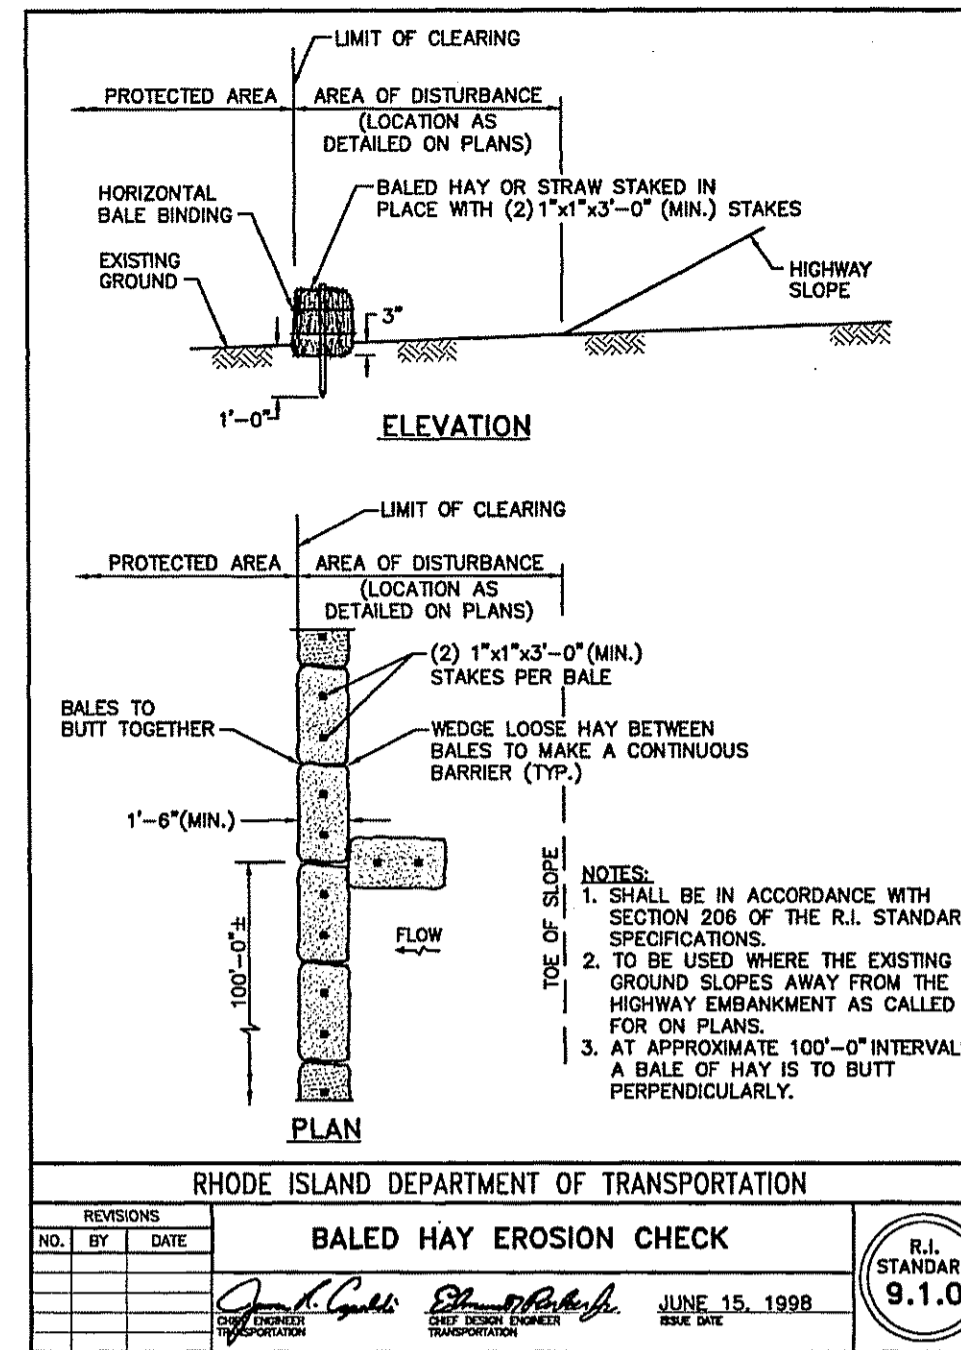 LIMIT OF CLEARING
PROTECTED AREA
AREA OF DISTURBANCE
(LOCATION AS
DETAILED ON PLANS)
HORIZONTAL
BALE BINDING
BALED HAY OR STRAW STAKED IN
PLACE WITH (2) 1"x1"x3'-0" (MIN.) STAKES
EXISTING
GROUND
HIGHWAY
SLOPE
3"
1'-0"
ELEVATION
LIMIT OF CLEARING
PROTECTED AREA
AREA OF DISTURBANCE
(LOCATION AS
DETAILED ON PLANS)
(2) 1"x1"x3'-0"(MIN.)
STAKES PER BALE
BALES TO
BUTT TOGETHER
WEDGE LOOSE HAY BETWEEN
BALES TO MAKE A CONTINUOUS
BARRIER (TYP.)
1'-6"(MIN.)
100'-0"±
FLOW
TOE OF SLOPE
NOTES:
1. SHALL BE IN ACCORDANCE WITH
SECTION 206 OF THE R.I. STANDAR
SPECIFICATIONS.
2. TO BE USED WHERE THE EXISTING
GROUND SLOPES AWAY FROM THE
HIGHWAY EMBANKMENT AS CALLED
FOR ON PLANS.
3. AT APPROXIMATE 100'-0" INTERVAL
A BALE OF HAY IS TO BUTT
PERPENDICULARLY.
PLAN
RHODE ISLAND DEPARTMENT OF TRANSPORTATION
REVISIONS
NO. BY DATE
BALED HAY EROSION CHECK
CHIEF ENGINEER
TRANSPORTATION
CHIEF DESIGN ENGINEER
TRANSPORTATION
JUNE 15, 1998
ISSUE DATE
R.I.
STANDAR
9.1.0